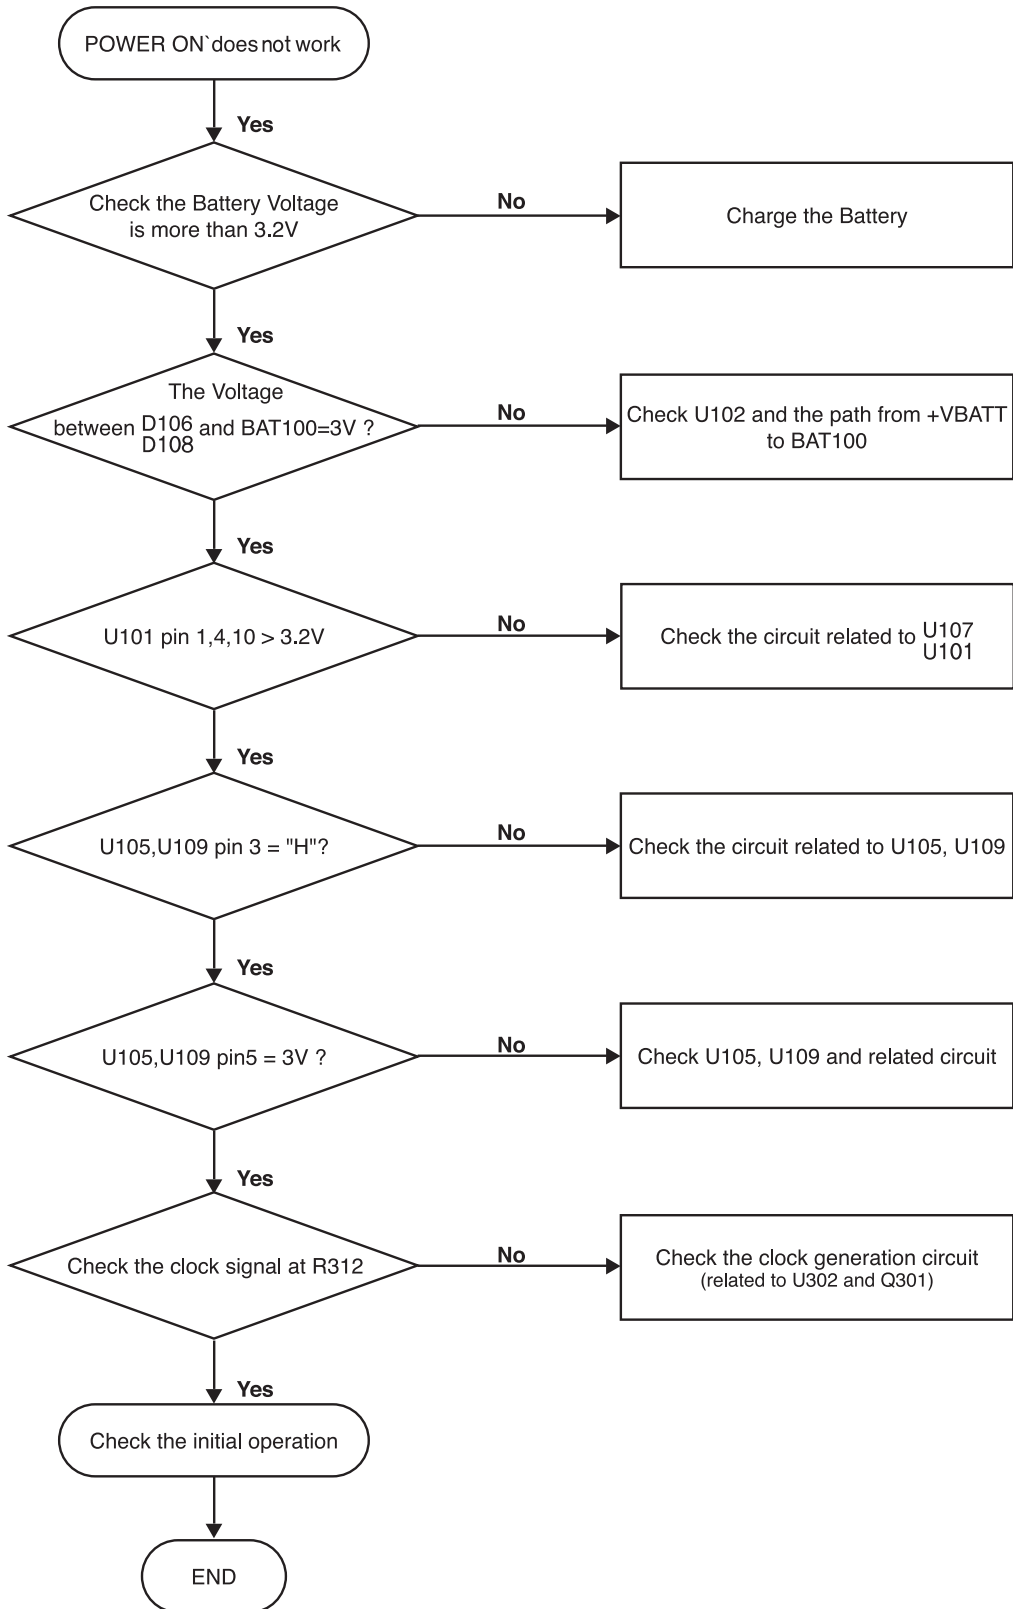 POWER ON`does not work
Yes
Check the Battery Voltage
is more than 3.2V
No
Charge the Battery
Yes
The Voltage
between D106 and BAT100=3V ?
D108
No
Check U102 and the path from +VBATT
to BAT100
Yes
U101 pin 1,4,10 > 3.2V
No
Check the circuit related to U107
U101
Yes
U105,U109 pin 3 = "H"?
No
Check the circuit related to U105, U109
Yes
U105,U109 pin5 = 3V ?
No
Check U105, U109 and related circuit
Yes
Check the clock signal at R312
No
Check the clock generation circuit
(related to U302 and Q301)
Yes
Check the initial operation
END